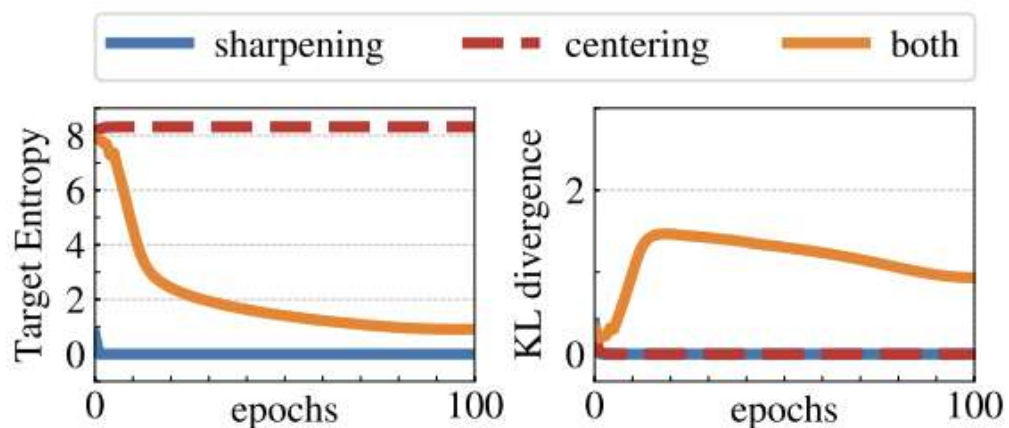 sharpening centering both
Target Entropy
8
6
4
2
0
0 epochs 100
KL divergence
2
0
0 epochs 100